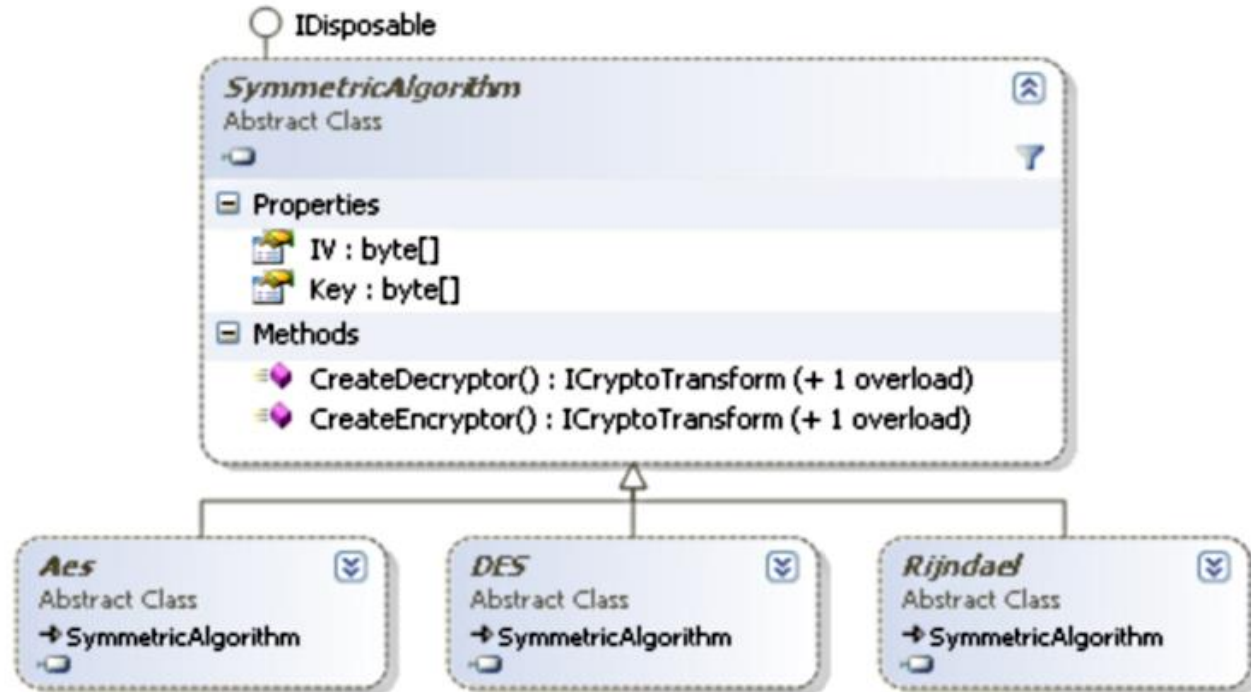 IDisposable
SymmetricAlgorithm
Abstract Class
Properties
IV : byte[]
Key : byte[]
Methods
CreateDecryptor() : ICryptoTransform (+ 1 overload)
CreateEncryptor() : ICryptoTransform (+ 1 overload)
Aes
Abstract Class
SymmetricAlgorithm
DES
Abstract Class
SymmetricAlgorithm
Rijndael
Abstract Class
SymmetricAlgorithm